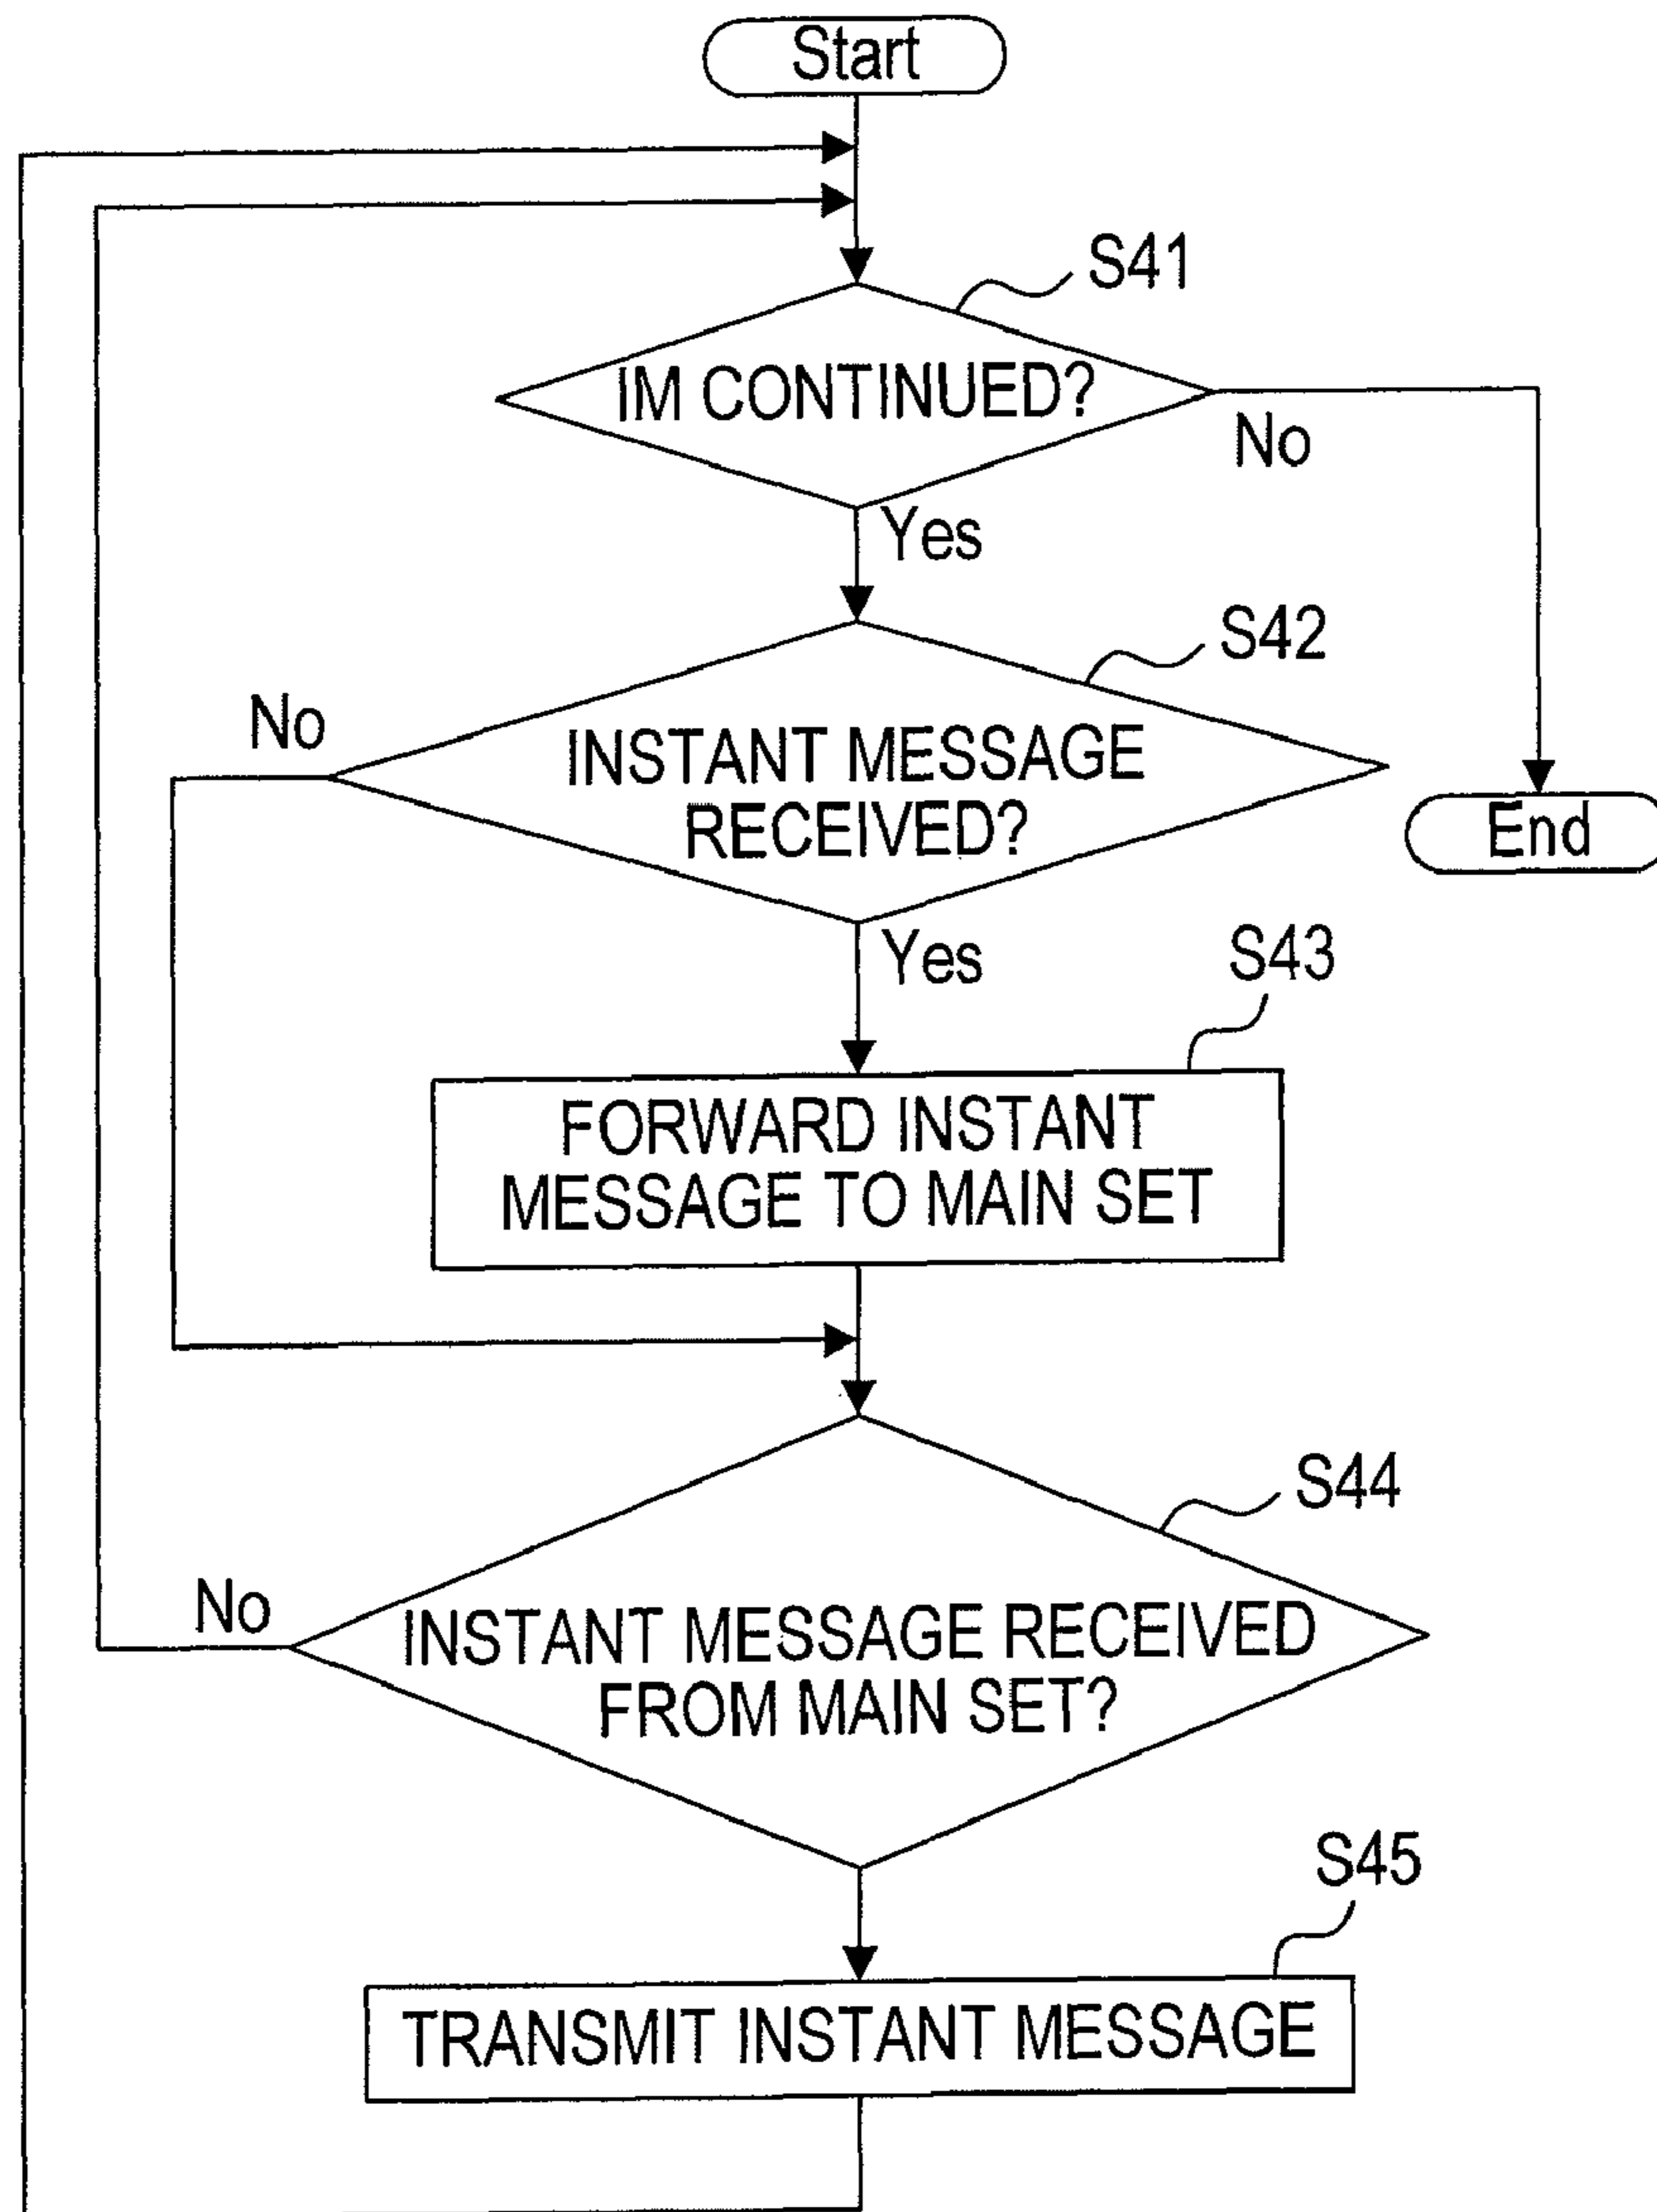 Start
S41
IM CONTINUED?
No
Yes
S42
No
INSTANT MESSAGE
RECEIVED?
End
Yes
S43
FORWARD INSTANT
MESSAGE TO MAIN SET
S44
No
INSTANT MESSAGE RECEIVED
FROM MAIN SET?
S45
TRANSMIT INSTANT MESSAGE